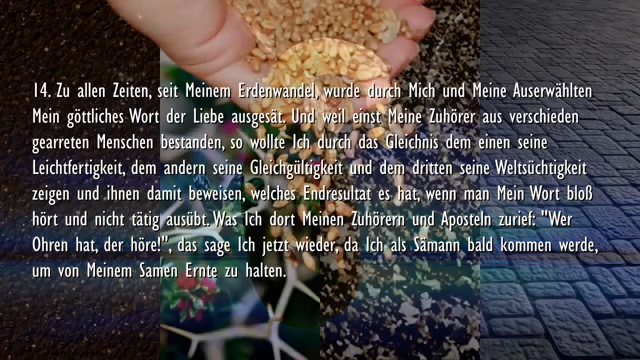 14. Zu allen Zeiten, seit Meinem Erdenwandel, wurde durch Mich und Meine Auserwählten
Mein göttliches Wort der Liebe ausgesät. Und weil einst Meine Zuhörer aus verschieden
gearreten Menschen bestanden, so wollte Ich durch das Gleichnis dem einen seine
Leichtfertigkeit, dem andern seine Gleichgültigkeit und dem dritten seine Weltsüchtigkeit
zeigen und ihnen damit beweisen, welches Endresultat es hat, wenn man Mein Wort bloß
hört und nicht tätig ausübt. Was Ich dort Meinen Zuhörern und Aposteln zurief: "Wer
Ohren hat, der höre!", das sage Ich jetzt wieder, da Ich als Sämann bald kommen werde,
um von Meinem Samen Ernte zu halten.